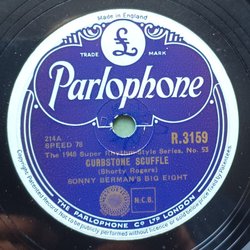 Made in England
£
TRADE MARK
Parlophone
214A
SPEED 78
R.3159
The 1948 Super Rhythm-Style Series, No. 53
CURBSTONE SCUFFLE
(Shorty Rogers)
SONNY BERMAN'S BIG EIGHT
N.C.B.
THE PARLOPHONE CO LTD LONDON